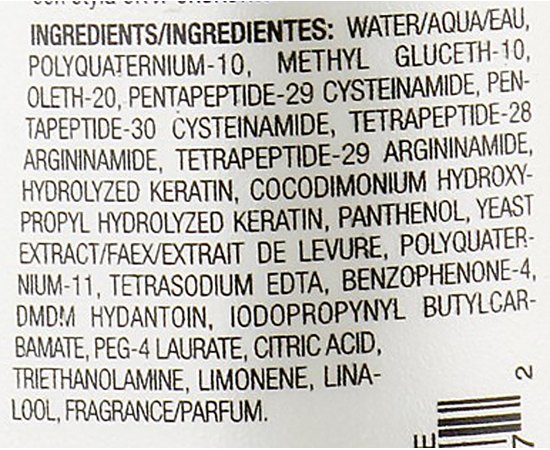 INGREDIENTS/INGREDIENTES: WATER/AQUA/EAU,
POLYQUATERNIUM-10, METHYL GLUCETH-10,
OLETH-20, PENTAPEPTIDE-29 CYSTEINAMIDE, PEN-
TAPEPTIDE-30 CYSTEINAMIDE, TETRAPEPTIDE-28
ARGININAMIDE, TETRAPEPTIDE-29 ARGININAMIDE,
HYDROLYZED KERATIN, COCODIMONIUM HYDROXY-
PROPYL HYDROLYZED KERATIN, PANTHENOL, YEAST
EXTRACT/FAEX/EXTRAIT DE LEVURE, POLYQUATER-
NIUM-11, TETRASODIUM EDTA, BENZOPHENONE-4,
DMDM HYDANTOIN, IODOPROPYNYL BUTYLCAR-
BAMATE, PEG-4 LAURATE, CITRIC ACID,
TRIETHANOLAMINE, LIMONENE, LINA-
LOOL, FRAGRANCE/PARFUM.
E
7 2